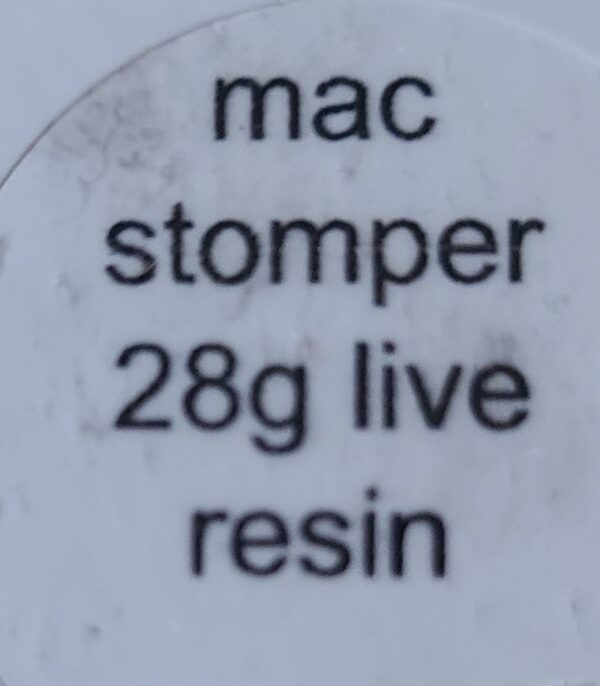 mac
stomper
28g live
resin